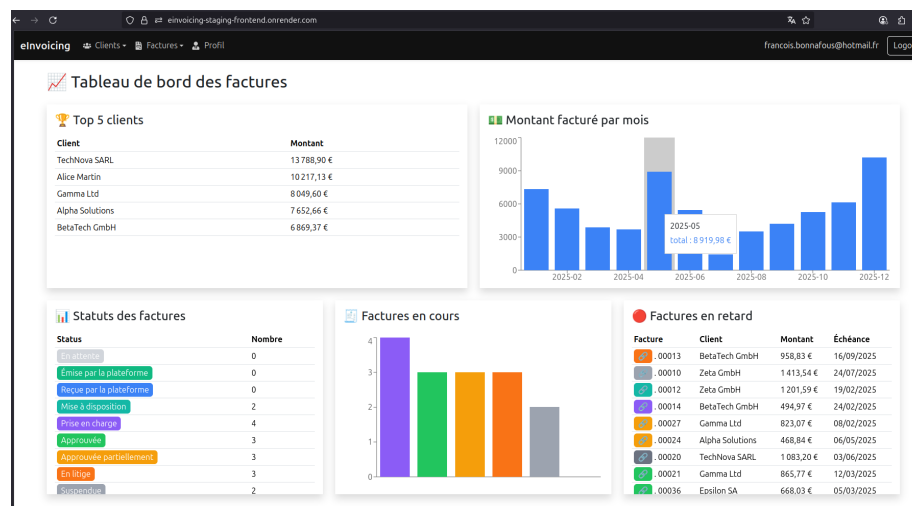 einvoicing-staging-frontend.onrender.com
eInvoicing Clients Factures Profil francois.bonnafous@hotmail.fr Logo
Tableau de bord des factures
Top 5 clients
Client Montant
TechNova SARL 13 788,90 €
Alice Martin 10 217,13 €
Gamma Ltd 8 049,60 €
Alpha Solutions 7 652,66 €
BetaTech GmbH 6 869,37 €
Montant facturé par mois
12000
9000
6000
3000
0
2025-05
total : 8 919,98 €
2025-02 2025-04 2025-06 2025-08 2025-10 2025-12
Statuts des factures
Status Nombre
En attente 0
Émise par la plateforme 0
Reçue par la plateforme 0
Mise à disposition 2
Prise en charge 4
Approuvée 3
Approuvée partiellement 3
En litige 3
Suspendue 2
Factures en cours
4
3
2
1
0
Factures en retard
Facture Client Montant Échéance
. 00013 BetaTech GmbH 958,83 € 16/09/2025
. 00010 Zeta GmbH 1 413,54 € 24/07/2025
. 00012 Zeta GmbH 1 201,59 € 19/02/2025
. 00014 BetaTech GmbH 494,97 € 24/02/2025
. 00027 Gamma Ltd 823,07 € 08/02/2025
. 00024 Alpha Solutions 468,84 € 06/05/2025
. 00020 TechNova SARL 1 083,20 € 03/06/2025
. 00021 Gamma Ltd 865,77 € 12/03/2025
. 00036 Epsilon SA 668,03 € 05/03/2025